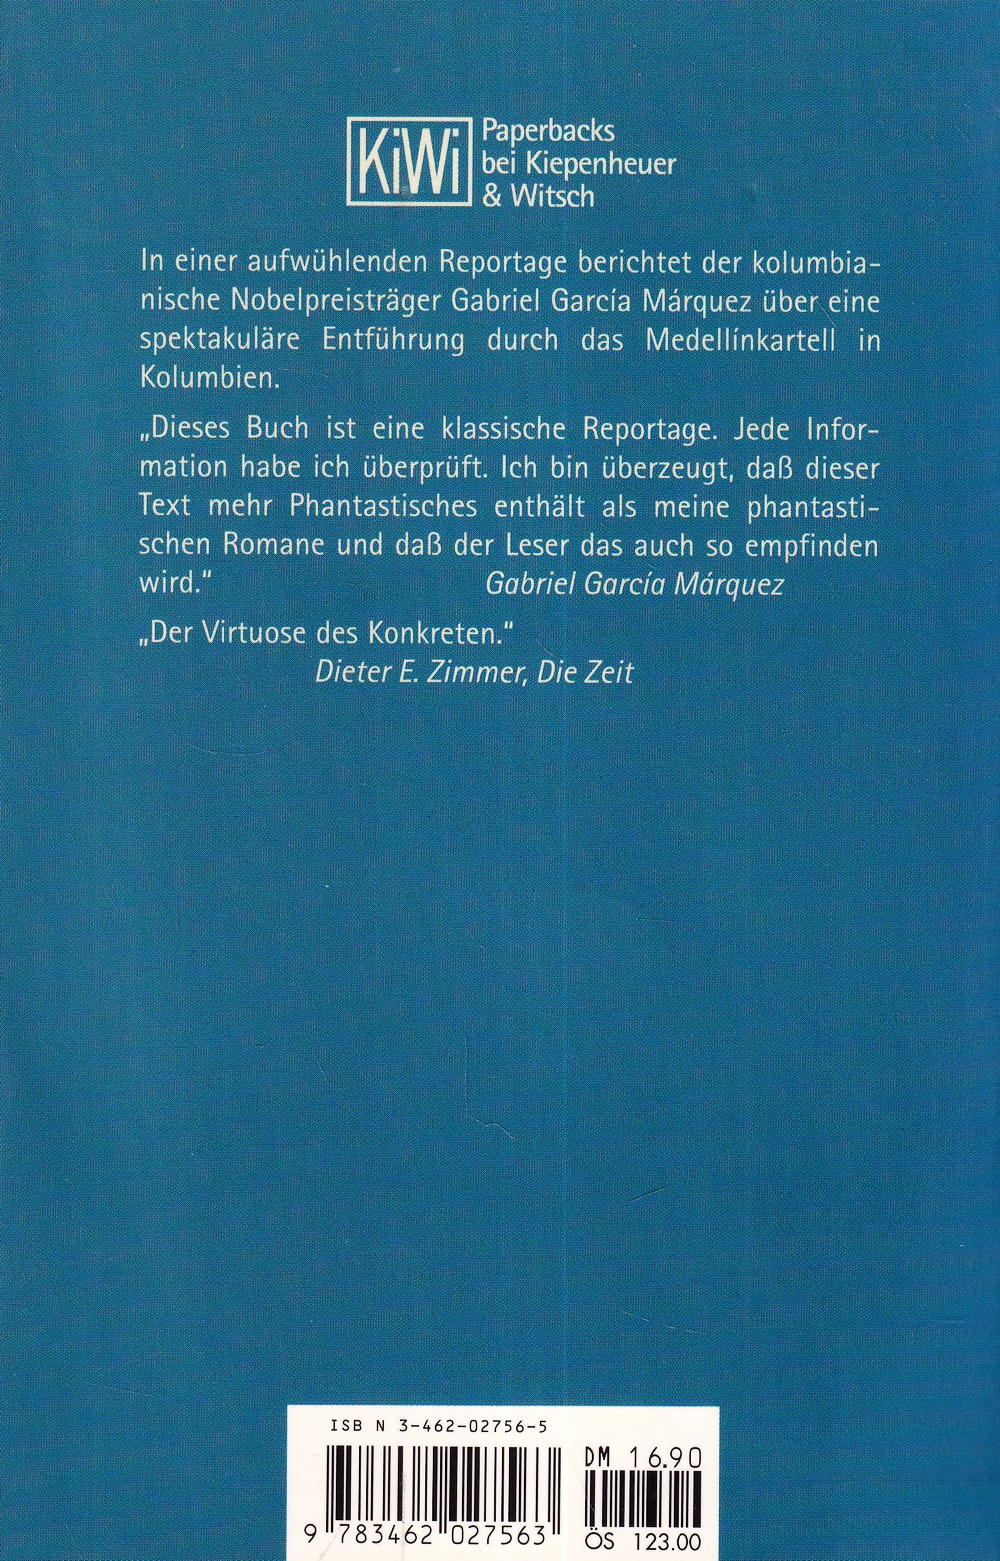 KiWi
Paperbacks
bei Kiepenheuer
& Witsch
In einer aufwühlenden Reportage berichtet der kolumbia-
nische Nobelpreisträger Gabriel García Márquez über eine
spektakuläre Entführung durch das Medellínkartell in
Kolumbien.
„Dieses Buch ist eine klassische Reportage. Jede Infor-
mation habe ich überprüft. Ich bin überzeugt, daß dieser
Text mehr Phantastisches enthält als meine phantasti-
schen Romane und daß der Leser das auch so empfinden
wird.“ Gabriel García Márquez
„Der Virtuose des Konkreten.“
Dieter E. Zimmer, Die Zeit
ISB N 3-462-02756-5
DM 16.90
9 783462 027563
ÖS 123.00